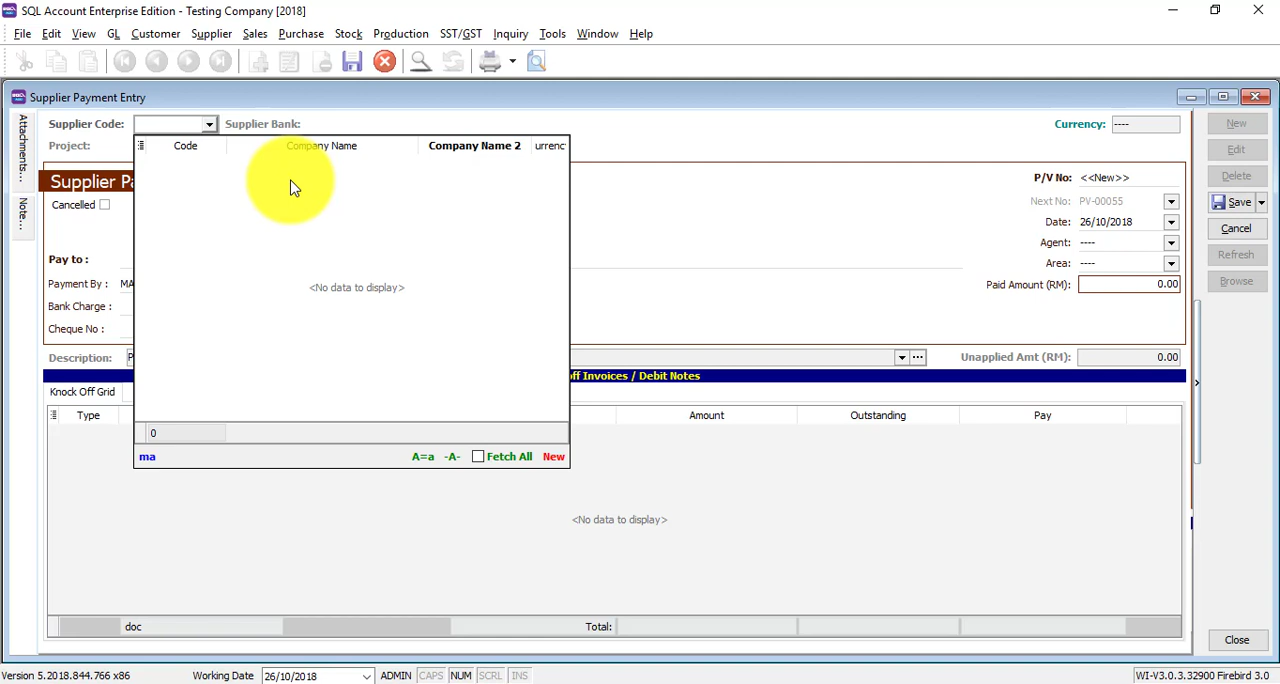 SQL Account Enterprise Edition - Testing Company [2018]
File Edit View GL Customer Supplier Sales Purchase Stock Production SST/GST Inquiry Tools Window Help
Supplier Payment Entry
Attachments...
Note...
Supplier Code: Supplier Bank: Currency: ----
Project:
Code Company Name Company Name 2 urrenc
Supplier Pa
Cancelled
P/V No: <<New>>
Next No: PV-00055
Date: 26/10/2018
Agent: ----
Area: ----
Paid Amount (RM): 0.00
Pay to :
Payment By : MA
Bank Charge :
Cheque No :
<No data to display>
0
ma A=a -A- Fetch All New
Description: P Unapplied Amt (RM): 0.00
off Invoices / Debit Notes
Knock Off Grid
Type Amount Outstanding Pay
<No data to display>
doc Total:
New
Edit
Delete
Save
Cancel
Refresh
Browse
Close
Version 5.2018.844.766 x86 Working Date 26/10/2018 ADMIN CAPS NUM SCRL INS WI-V3.0.3.32900 Firebird 3.0